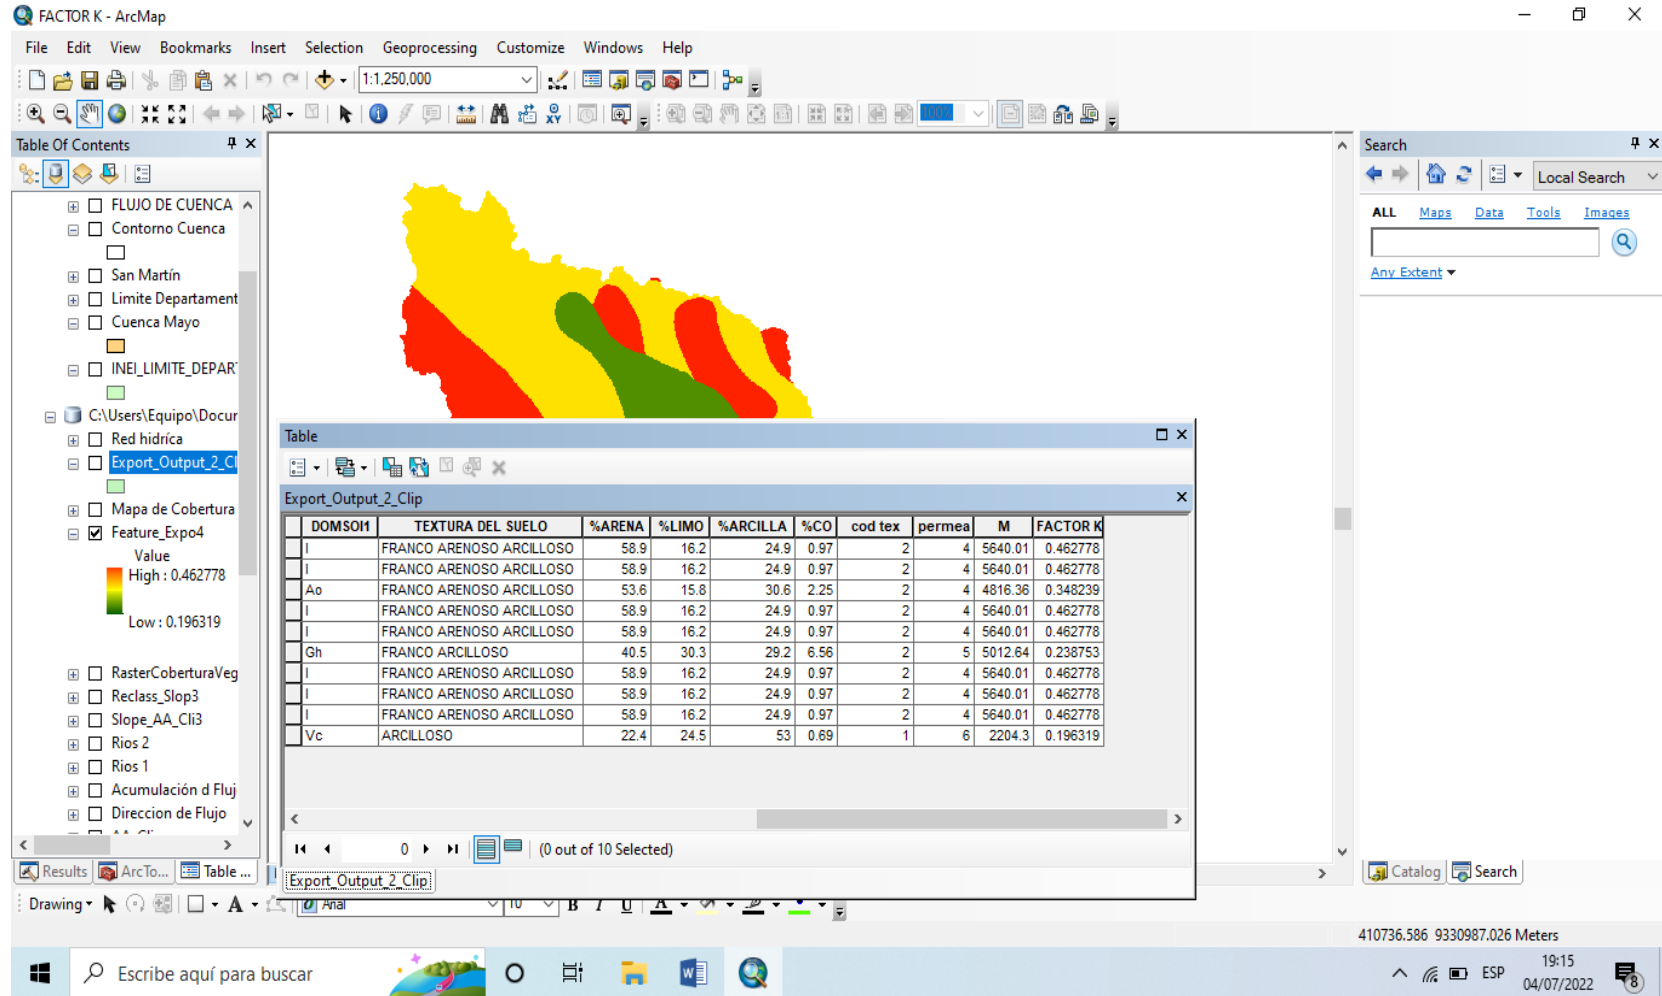 FACTOR K - ArcMap
File Edit View Bookmarks Insert Selection Geoprocessing Customize Windows Help
1:1,250,000
100%
Table Of Contents
FLUJO DE CUENCA
Contorno Cuenca
San Martín
Limite Departament
Cuenca Mayo
INEI_LIMITE_DEPAR
C:\Users\Equipo\Docur
Red hidríca
Export_Output_2_Cl
Mapa de Cobertura
Feature_Expo4
Value
High : 0.462778
Low : 0.196319
RasterCoberturaVeg
Reclass_Slop3
Slope_AA_Cli3
Rios 2
Rios 1
Acumulación d Fluj
Direccion de Flujo
Results ArcTo... Table ...
Table
Export_Output_2_Clip
DOMSOI1 TEXTURA DEL SUELO %ARENA %LIMO %ARCILLA %CO cod tex permea M FACTOR K
I FRANCO ARENOSO ARCILLOSO 58.9 16.2 24.9 0.97 2 4 5640.01 0.462778
I FRANCO ARENOSO ARCILLOSO 58.9 16.2 24.9 0.97 2 4 5640.01 0.462778
Ao FRANCO ARENOSO ARCILLOSO 53.6 15.8 30.6 2.25 2 4 4816.36 0.348239
I FRANCO ARENOSO ARCILLOSO 58.9 16.2 24.9 0.97 2 4 5640.01 0.462778
I FRANCO ARENOSO ARCILLOSO 58.9 16.2 24.9 0.97 2 4 5640.01 0.462778
Gh FRANCO ARCILLOSO 40.5 30.3 29.2 6.56 2 5 5012.64 0.238753
I FRANCO ARENOSO ARCILLOSO 58.9 16.2 24.9 0.97 2 4 5640.01 0.462778
I FRANCO ARENOSO ARCILLOSO 58.9 16.2 24.9 0.97 2 4 5640.01 0.462778
I FRANCO ARENOSO ARCILLOSO 58.9 16.2 24.9 0.97 2 4 5640.01 0.462778
Vc ARCILLOSO 22.4 24.5 53 0.69 1 6 2204.3 0.196319
0 (0 out of 10 Selected)
Export_Output_2_Clip
Search
Local Search
ALL Maps Data Tools Images
Any Extent
Catalog Search
Drawing A Arial 10 B I U A
410736.586 9330987.026 Meters
Escribe aquí para buscar
ESP
19:15
04/07/2022
8